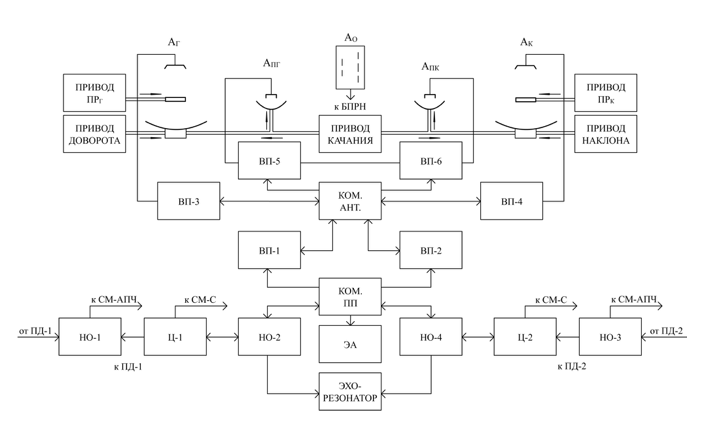 АГ
АО
АК
АПГ
АПК
ПРИВОД
ПРГ
ПРИВОД
ПРК
к БПРН
ПРИВОД
ДОВОРОТА
ПРИВОД
КАЧАНИЯ
ПРИВОД
НАКЛОНА
ВП-5
ВП-6
ВП-3
КОМ.
АНТ.
ВП-4
ВП-1
ВП-2
КОМ.
ПП
к СМ-АПЧ
к СМ-С
к СМ-С
к СМ-АПЧ
от ПД-1
НО-1
Ц-1
НО-2
ЭА
НО-4
Ц-2
НО-3
от ПД-2
к ПД-1
к ПД-2
ЭХО-
РЕЗОНАТОР